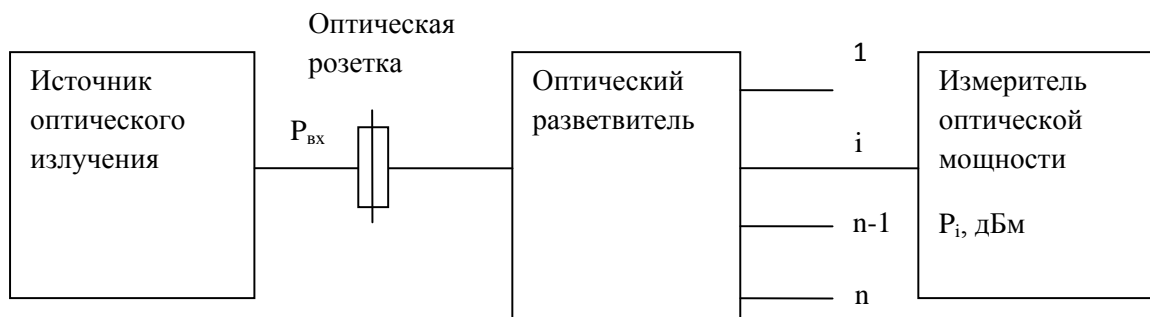 Оптическая
розетка
Источник
оптического
излучения
Pвх
Оптический
разветвитель
1
i
n-1
n
Измеритель
оптической
мощности
Pi, дБм